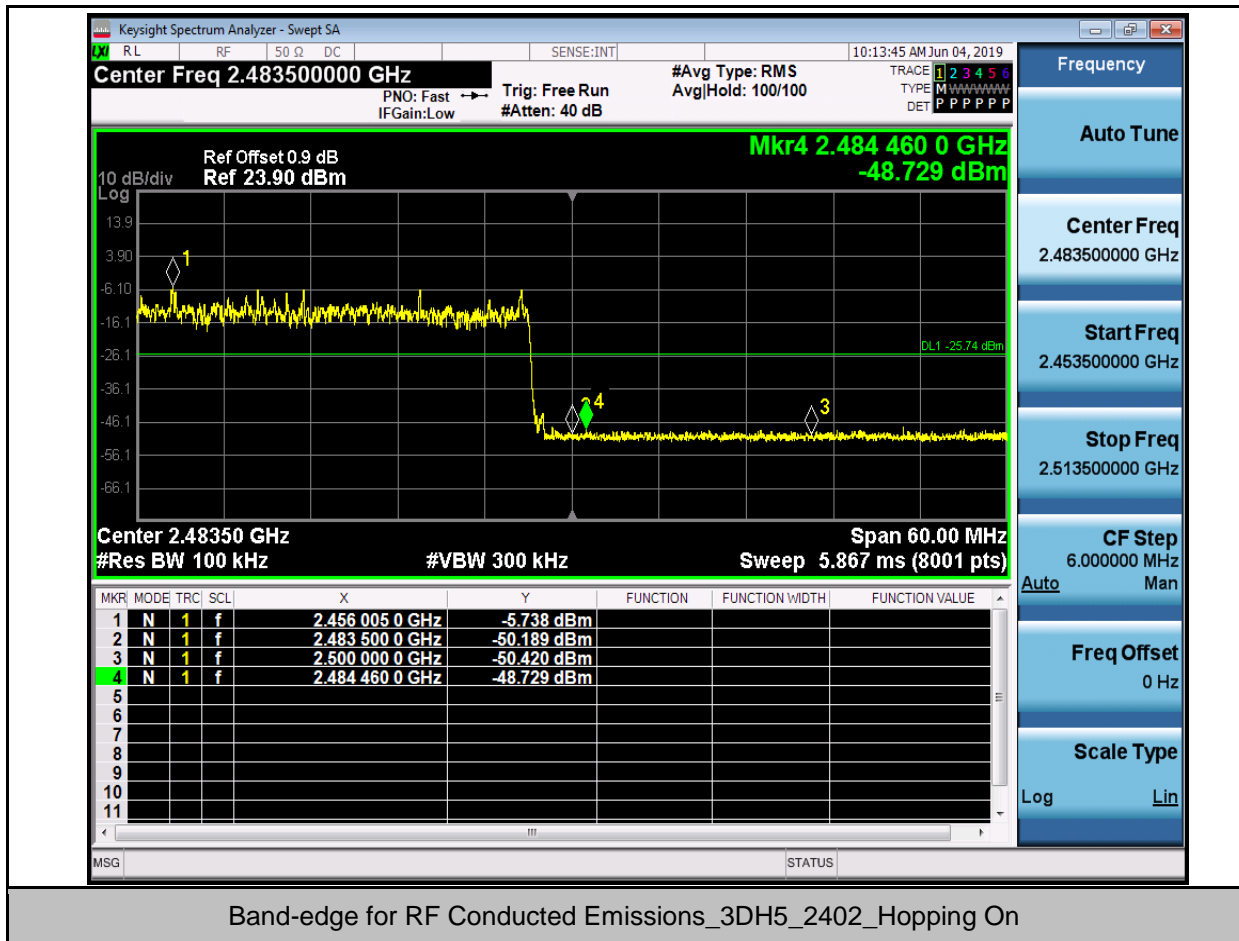 Keysight Spectrum Analyzer - Swept SA
LXI RL RF 50 Ω DC SENSE:INT 10:13:45 AM Jun 04, 2019
Center Freq 2.483500000 GHz
PNO: Fast
IFGain:Low
Trig: Free Run
#Atten: 40 dB
#Avg Type: RMS
Avg|Hold: 100/100
TRACE 1 2 3 4 5 6
TYPE M WWWWW
DET P P P P P P
Mkr4 2.484 460 0 GHz
-48.729 dBm
Ref Offset 0.9 dB
10 dB/div Ref 23.90 dBm
Log
13.9
3.90
-6.10
-16.1
-26.1
-36.1
-46.1
-56.1
-66.1
1
DL1 -25.74 dBm
4
3
Center 2.48350 GHz Span 60.00 MHz
#Res BW 100 kHz #VBW 300 kHz Sweep 5.867 ms (8001 pts)
MKR MODE TRC SCL X Y FUNCTION FUNCTION WIDTH FUNCTION VALUE
1 N 1 f 2.456 005 0 GHz -5.738 dBm
2 N 1 f 2.483 500 0 GHz -50.189 dBm
3 N 1 f 2.500 000 0 GHz -50.420 dBm
4 N 1 f 2.484 460 0 GHz -48.729 dBm
5
6
7
8
9
10
11
MSG STATUS
Frequency
Auto Tune
Center Freq
2.483500000 GHz
Start Freq
2.453500000 GHz
Stop Freq
2.513500000 GHz
CF Step
6.000000 MHz
Auto Man
Freq Offset
0 Hz
Scale Type
Log Lin
Band-edge for RF Conducted Emissions_3DH5_2402_Hopping On